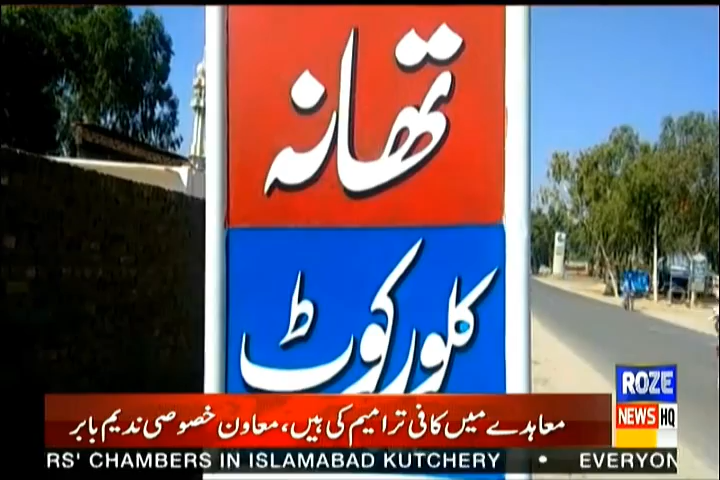 تھانہ
کلورکوٹ
ROZE
NEWS HQ
معاہدے میں کافی ترامیم کی ہیں، معاون خصوصی ندیم بابر
RS' CHAMBERS IN ISLAMABAD KUTCHERY • EVERYON